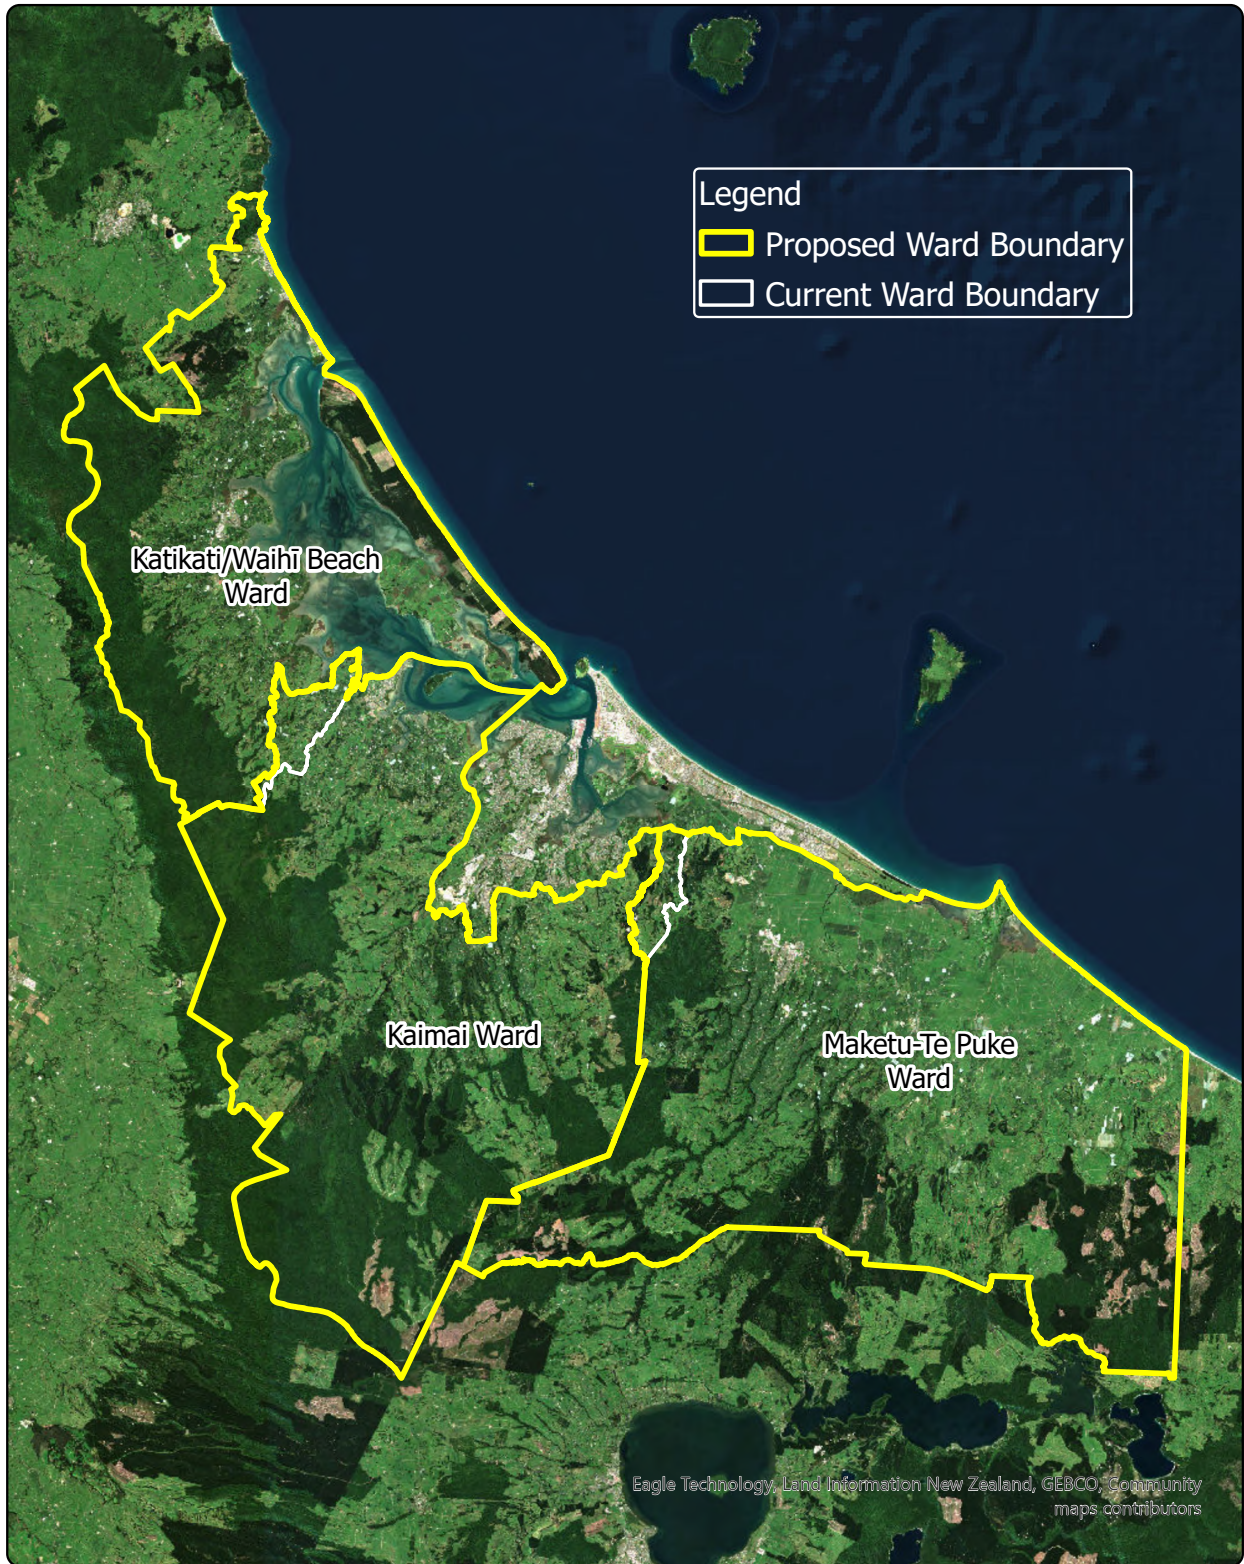 Legend
Proposed Ward Boundary
Current Ward Boundary
Katikati/Waihī Beach
Ward
Kaimai Ward
Maketu-Te Puke
Ward
Eagle Technology, Land Information New Zealand, GEBCO, Community
maps contributors